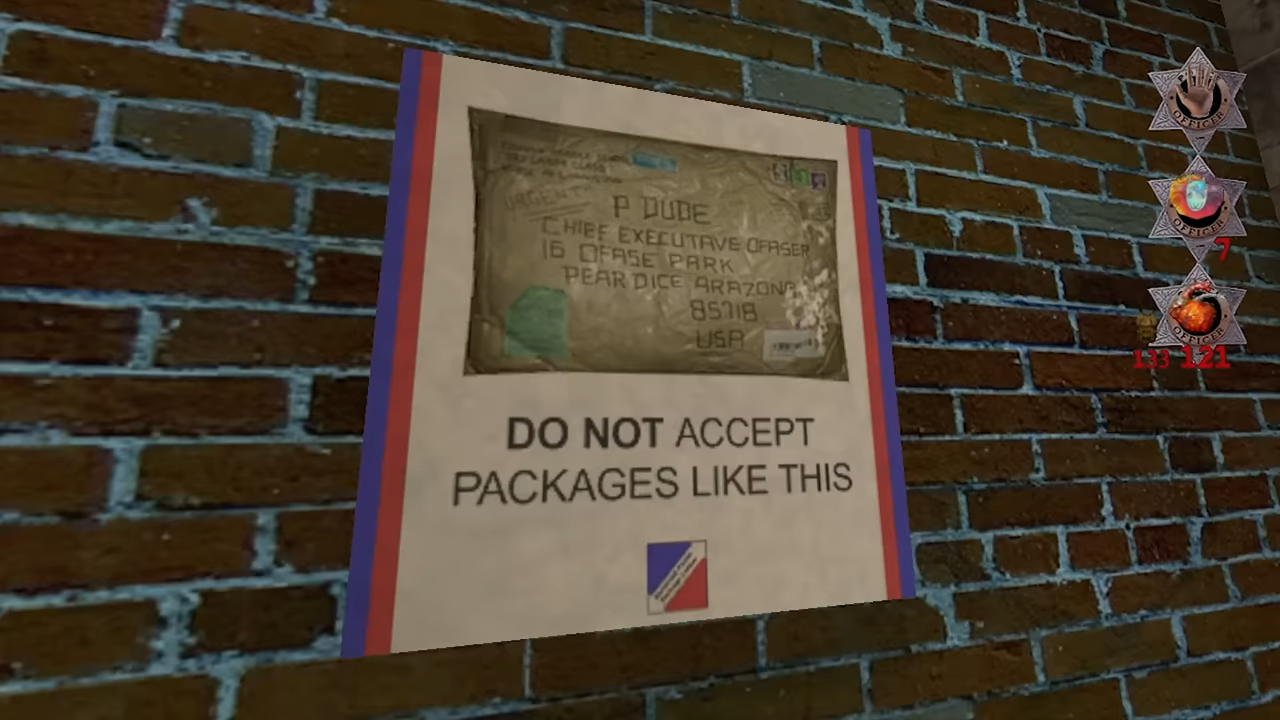 URGENT
P DUDE
CHIEF EXECUTAVE OFASER
16 OFASE PARK
PEAR DICE ARAZONA
85718
USA
DO NOT ACCEPT
PACKAGES LIKE THIS
OFFICER
OFFICER
7
OFFICER
133 121